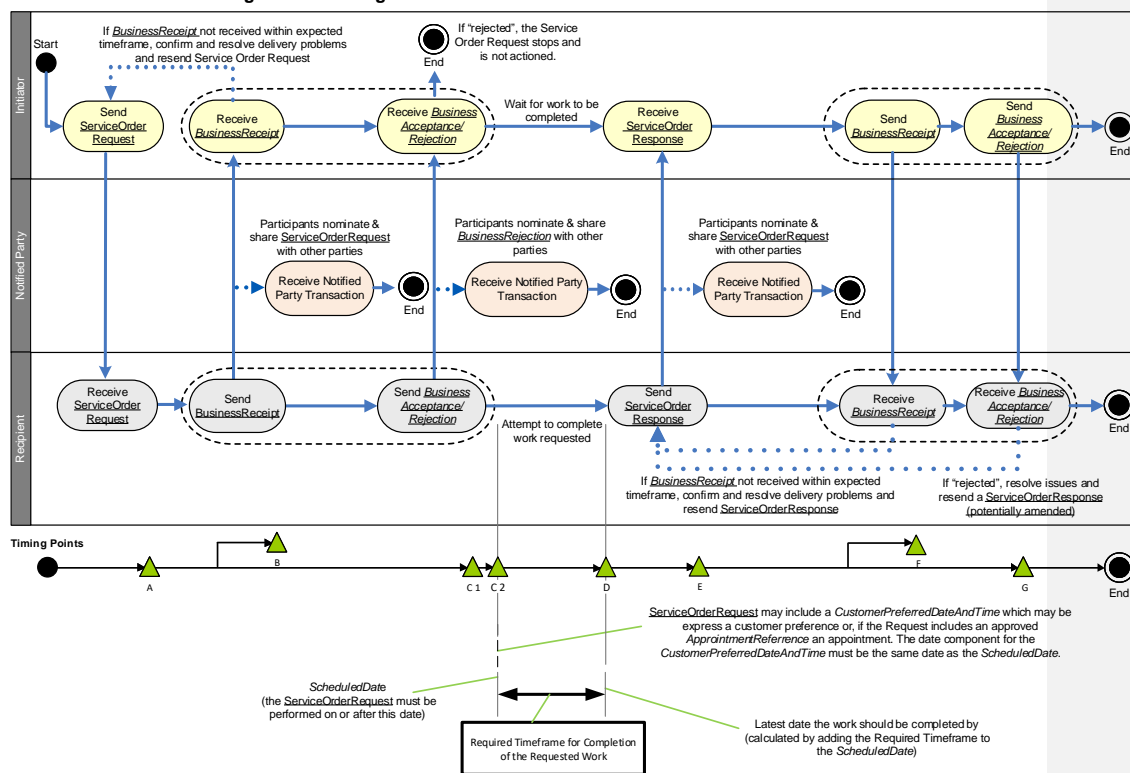 Initiator
Start
If BusinessReceipt not received within expected
timeframe, confirm and resolve delivery problems
and resend Service Order Request
If “rejected”, the Service
Order Request stops and
is not actioned.
End
Send
ServiceOrder
Request
Receive
BusinessReceipt
Receive Business
Acceptance/
Rejection
Wait for work to be
completed
Receive
ServiceOrder
Response
Send
BusinessReceipt
Send
Business
Acceptance/
Rejection
End
Notified Party
Participants nominate &
share ServiceOrderRequest
with other parties
Receive Notified
Party Transaction
End
Participants nominate & share
BusinessRejection with other
parties
Receive Notified Party
Transaction
End
Participants nominate &
share ServiceOrderRequest
with other parties
Receive Notified
Party Transaction
End
Recipient
Receive
ServiceOrder
Request
Send
BusinessReceipt
Send Business
Acceptance/
Rejection
Attempt to complete
work requested
Send
ServiceOrder
Response
Receive
BusinessReceipt
Receive Business
Acceptance/
Rejection
End
If BusinessReceipt not received within expected
timeframe, confirm and resolve delivery problems and
resend ServiceOrderResponse
If “rejected”, resolve issues and
resend a ServiceOrderResponse
(potentially amended)
Timing Points
A
B
C 1
C 2
D
E
F
G
End
ServiceOrderRequest may include a CustomerPreferredDateAndTime which may be
express a customer preference or, if the Request includes an approved
AppriontmentReferrence an appointment. The date component for the
CustomerPreferredDateAndTime must be the same date as the ScheduledDate.
ScheduledDate
(the ServiceOrderRequest must be
performed on or after this date)
Required Timeframe for Completion
of the Requested Work
Latest date the work should be completed by
(calculated by adding the Required Timeframe to
the ScheduledDate)